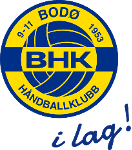 BODØ
9-11 1953
BHK
HÅNDBALLKLUBB
i lag!